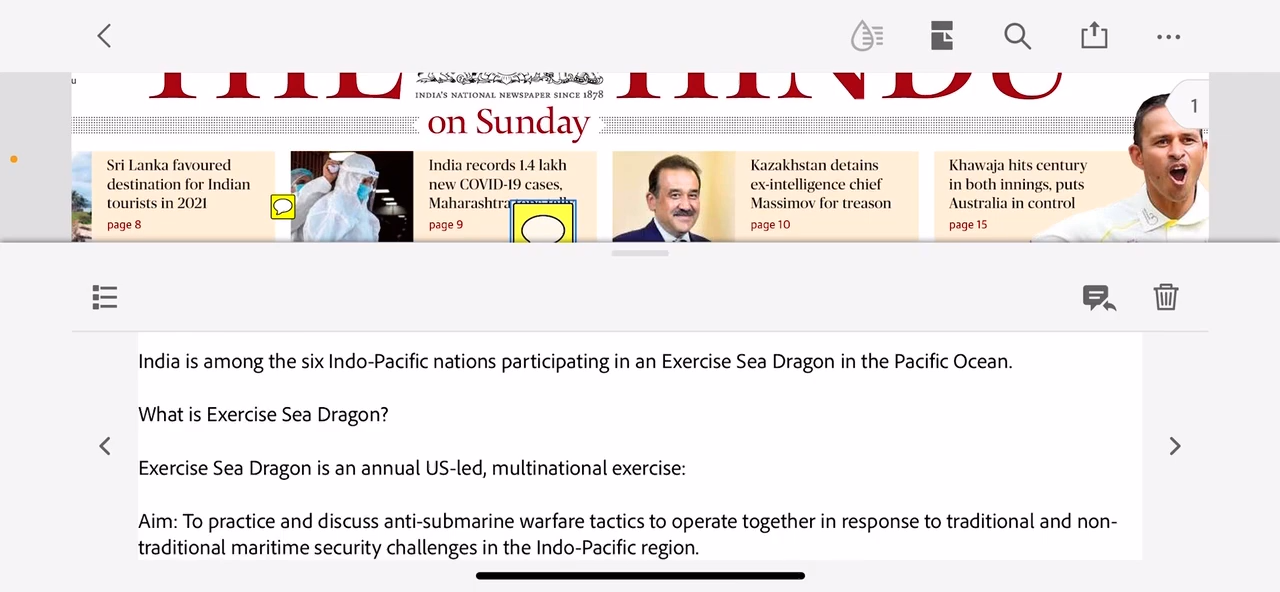 1
THE HINDU
INDIA'S NATIONAL NEWSPAPER SINCE 1878
on Sunday
Sri Lanka favoured
destination for Indian
tourists in 2021
page 8
India records 1.4 lakh
new COVID-19 cases,
Maharashtra
page 9
Kazakhstan detains
ex-intelligence chief
Massimov for treason
page 10
Khawaja hits century
in both innings, puts
Australia in control
page 15
India is among the six Indo-Pacific nations participating in an Exercise Sea Dragon in the Pacific Ocean.
What is Exercise Sea Dragon?
Exercise Sea Dragon is an annual US-led, multinational exercise:
Aim: To practice and discuss anti-submarine warfare tactics to operate together in response to traditional and non-
traditional maritime security challenges in the Indo-Pacific region.